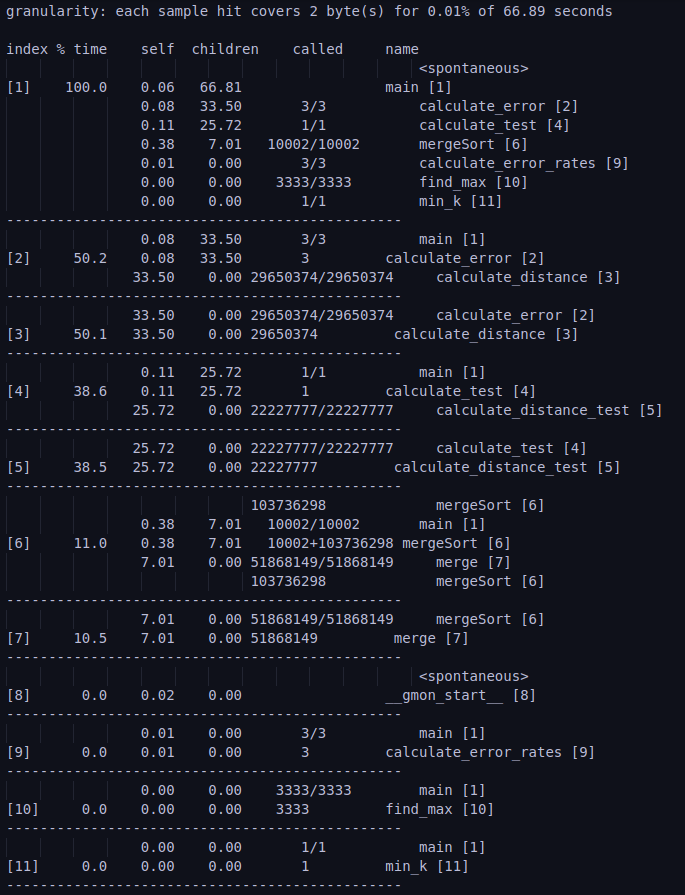 granularity: each sample hit covers 2 byte(s) for 0.01% of 66.89 seconds
index % time    self  children    called     name
                                                 <spontaneous>
[1]    100.0    0.06   66.81                 main [1]
                0.08   33.50       3/3           calculate_error [2]
                0.11   25.72       1/1           calculate_test [4]
                0.38    7.01   10002/10002       mergeSort [6]
                0.01    0.00       3/3           calculate_error_rates [9]
                0.00    0.00    3333/3333        find_max [10]
                0.00    0.00       1/1           min_k [11]
-----------------------------------------------
                0.08   33.50       3/3           main [1]
[2]     50.2    0.08   33.50       3         calculate_error [2]
               33.50    0.00 29650374/29650374     calculate_distance [3]
-----------------------------------------------
               33.50    0.00 29650374/29650374     calculate_error [2]
[3]     50.1   33.50    0.00 29650374         calculate_distance [3]
-----------------------------------------------
                0.11   25.72       1/1           main [1]
[4]     38.6    0.11   25.72       1         calculate_test [4]
               25.72    0.00 22227777/22227777     calculate_distance_test [5]
-----------------------------------------------
               25.72    0.00 22227777/22227777     calculate_test [4]
[5]     38.5   25.72    0.00 22227777         calculate_distance_test [5]
-----------------------------------------------
                             103736298             mergeSort [6]
                0.38    7.01   10002/10002       main [1]
[6]     11.0    0.38    7.01   10002+103736298 mergeSort [6]
                7.01    0.00 51868149/51868149     merge [7]
                             103736298             mergeSort [6]
-----------------------------------------------
                7.01    0.00 51868149/51868149     mergeSort [6]
[7]     10.5    7.01    0.00 51868149         merge [7]
-----------------------------------------------
                                                 <spontaneous>
[8]      0.0    0.02    0.00                 __gmon_start__ [8]
-----------------------------------------------
                0.01    0.00       3/3           main [1]
[9]      0.0    0.01    0.00       3         calculate_error_rates [9]
-----------------------------------------------
                0.00    0.00    3333/3333        main [1]
[10]     0.0    0.00    0.00    3333         find_max [10]
-----------------------------------------------
                0.00    0.00       1/1           main [1]
[11]     0.0    0.00    0.00       1         min_k [11]
-----------------------------------------------